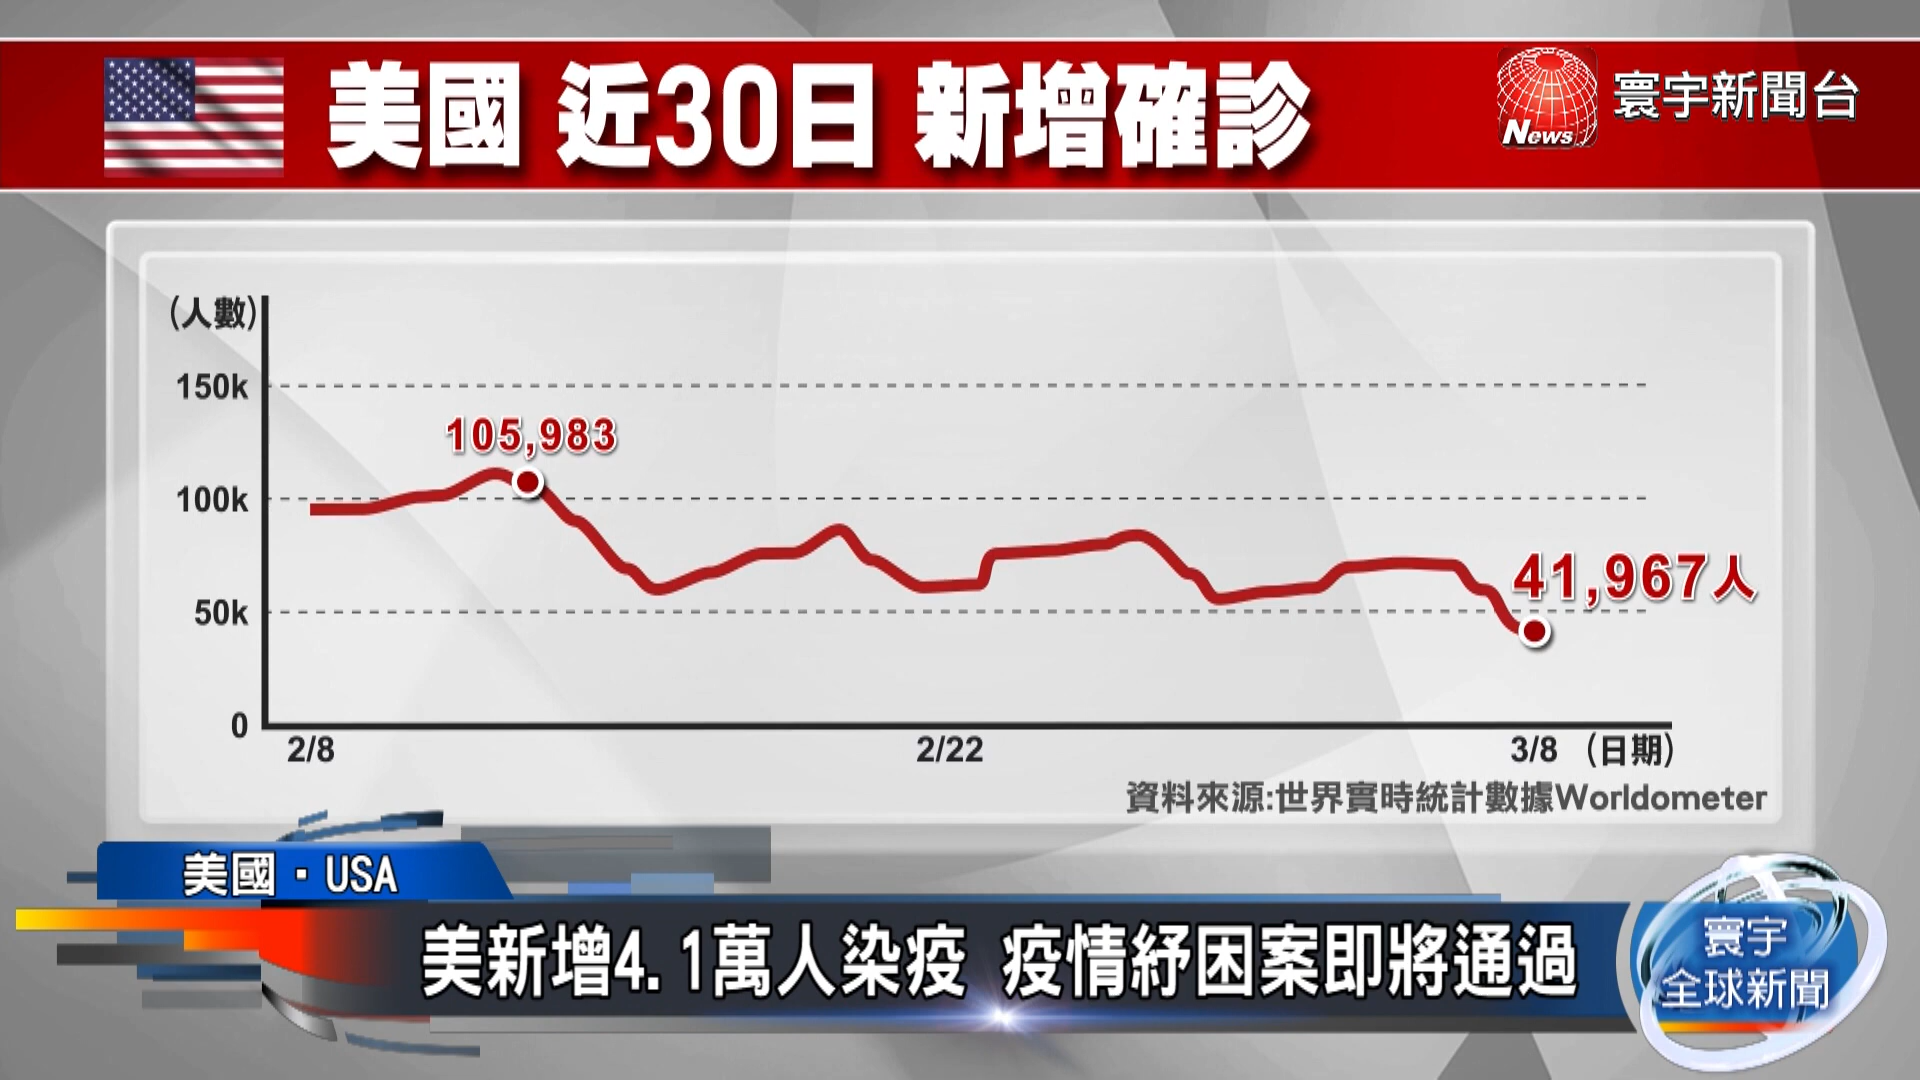 美國 近30日 新增確診
News
寰宇新聞台
(人數)
150k
105,983
100k
41,967人
50k
0
2/8 2/22 3/8 (日期)
資料來源:世界實時統計數據Worldometer
美國·USA
美新增4.1萬人染疫 疫情紓困案即將通過
寰宇
全球新聞